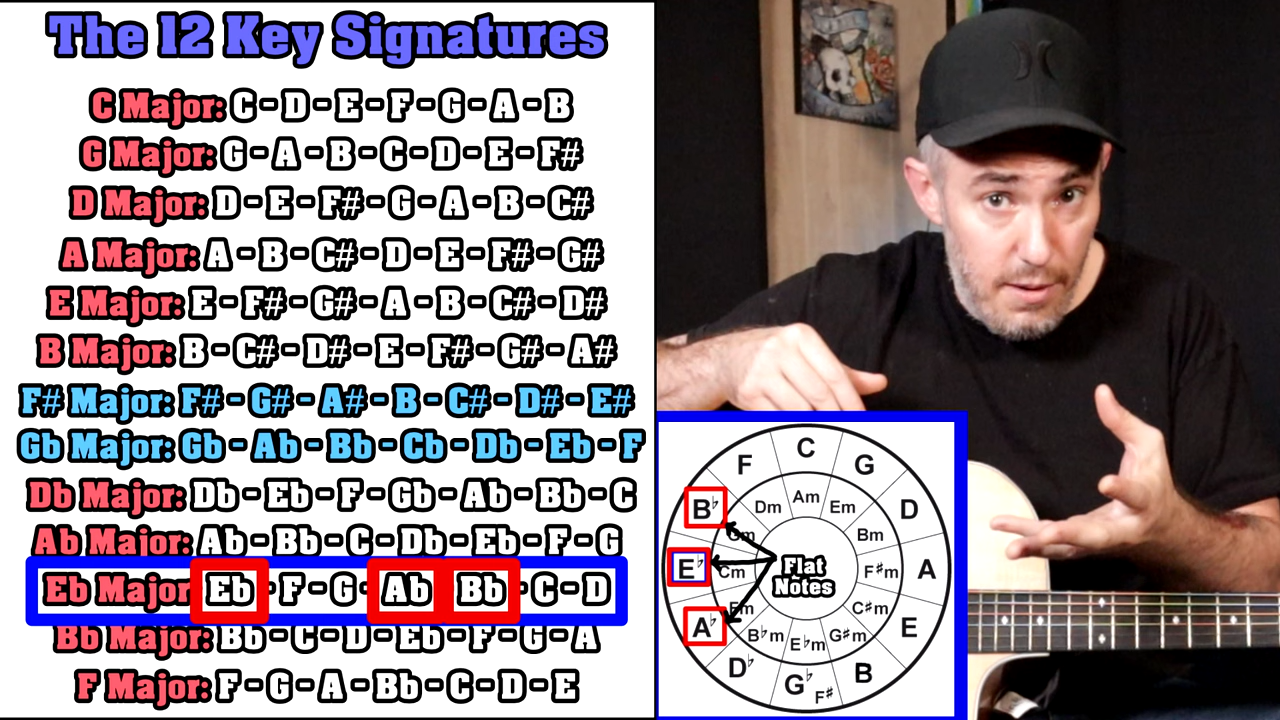 The 12 Key Signatures
C Major: C - D - E - F - G - A - B
G Major: G - A - B - C - D - E - F#
D Major: D - E - F# - G - A - B - C#
A Major: A - B - C# - D - E - F# - G#
E Major: E - F# - G# - A - B - C# - D#
B Major: B - C# - D# - E - F# - G# - A#
F# Major: F# - G# - A# - B - C# - D# - E#
Gb Major: Gb - Ab - Bb - Cb - Db - Eb - F
Db Major: Db - Eb - F - Gb - Ab - Bb - C
Ab Major: Ab - Bb - C - Db - Eb - F - G
Eb Major Eb - F - G - Ab Bb - C - D
Bb Major: Bb - C - D - Eb - F - G - A
F Major: F - G - A - Bb - C - D - E
C
G
D
A
E
B
G♭ F#
D♭
A♭
E♭
B♭
F
Am
Em
Bm
F#m
C#m
G#m
E♭m
B♭m
Fm
Cm
Gm
Dm
Flat
Notes